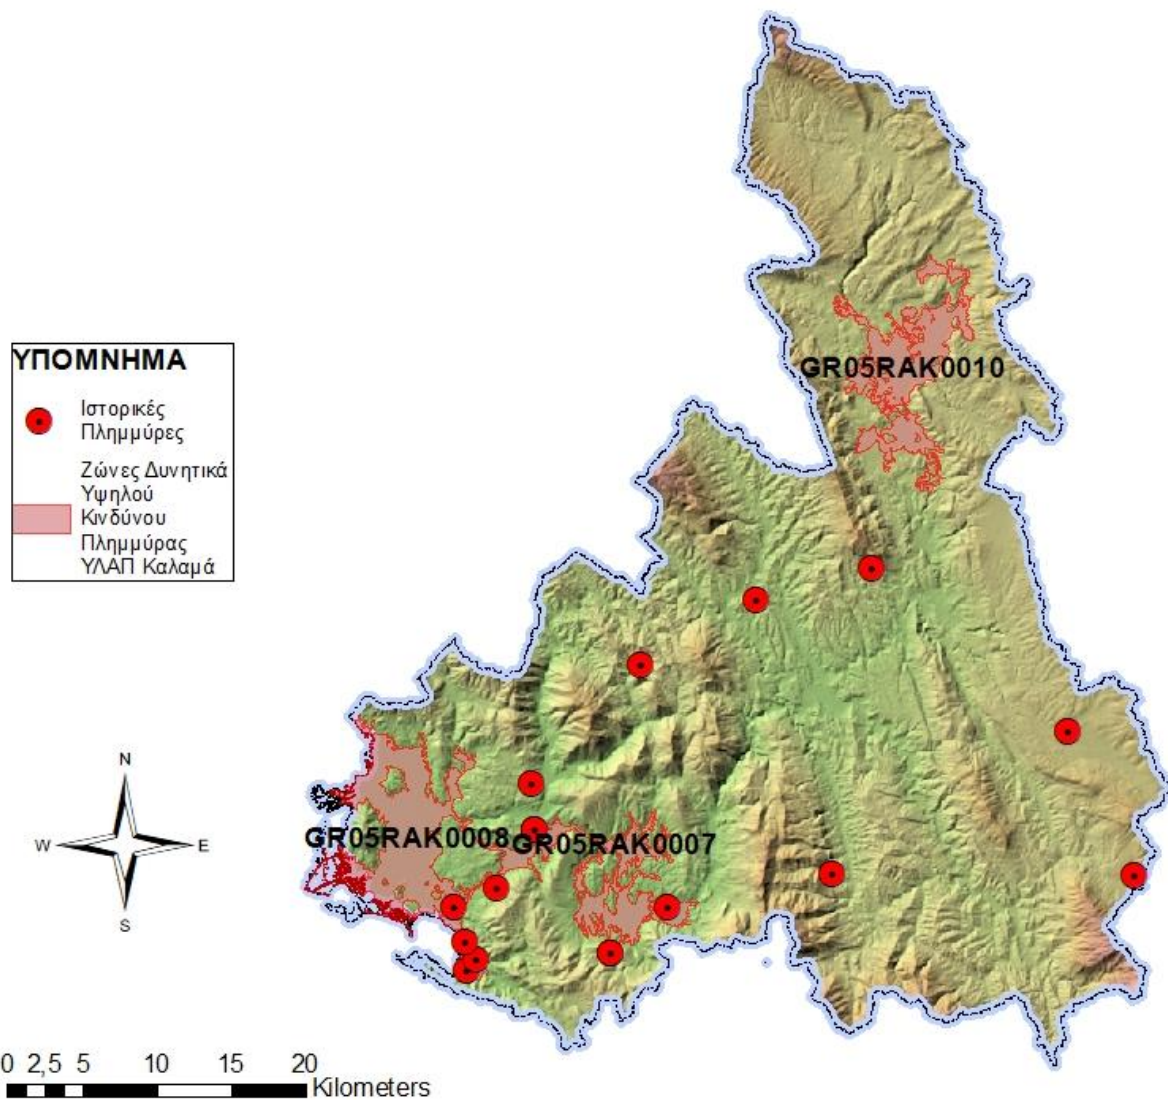 GR05RAK0010
ΥΠΟΜΝΗΜΑ
Ιστορικές
Πλημμύρες
Ζώνες Δυνητικά
Υψηλού
Κινδύνου
Πλημμύρας
ΥΛΑΠ Καλαμά
N
W E
S
GR05RAK0008 GR05RAK0007
0 2,5 5 10 15 20
Kilometers